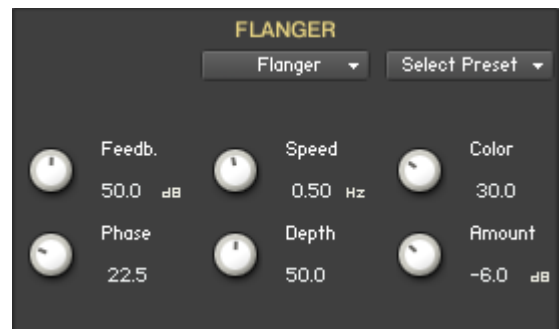 FLANGER
Flanger Select Preset
Feedb. Speed Color
50.0 dB 0.50 Hz 30.0
Phase Depth Amount
22.5 50.0 -6.0 dB